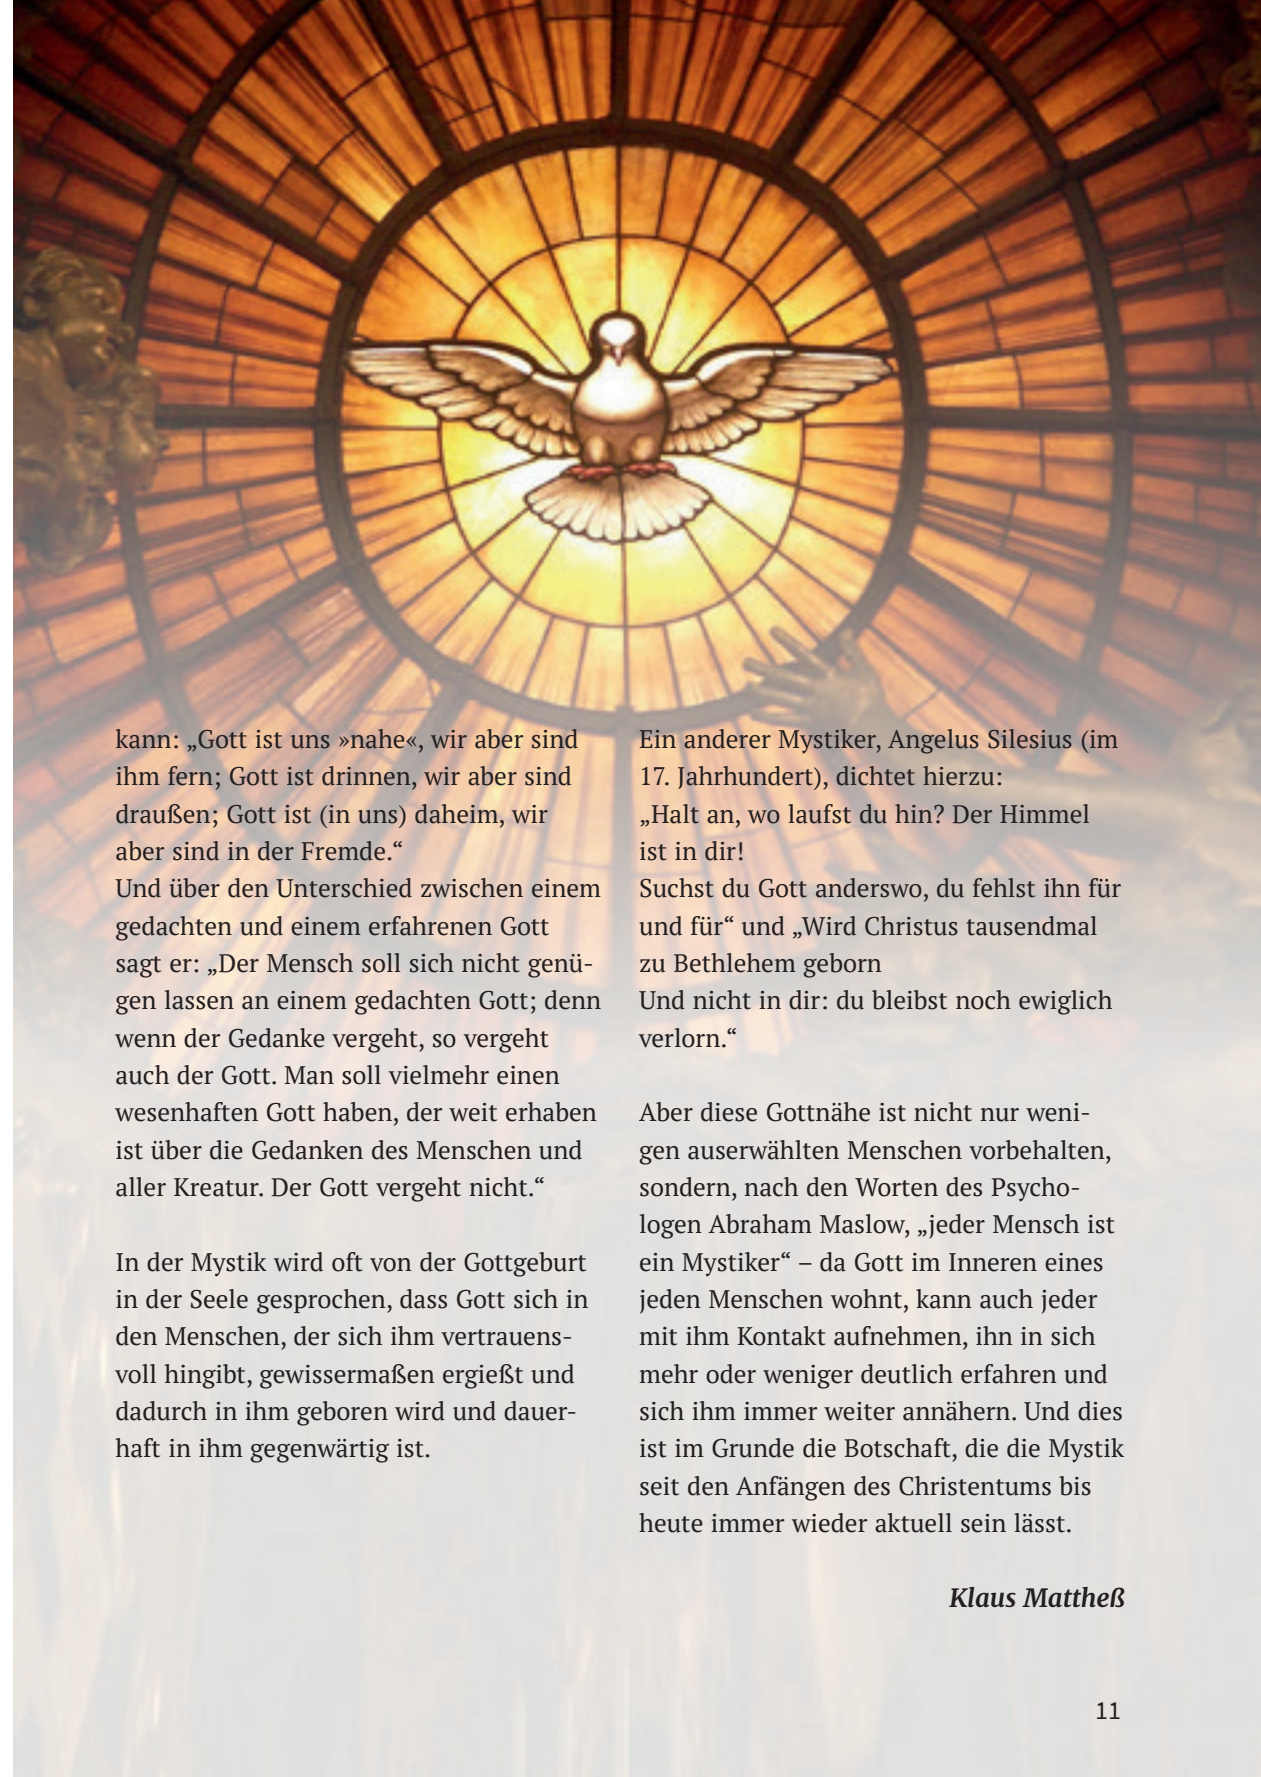 kann: „Gott ist uns »nahe«, wir aber sind
ihm fern; Gott ist drinnen, wir aber sind
draußen; Gott ist (in uns) daheim, wir
aber sind in der Fremde.“
Und über den Unterschied zwischen einem
gedachten und einem erfahrenen Gott
sagt er: „Der Mensch soll sich nicht genü-
gen lassen an einem gedachten Gott; denn
wenn der Gedanke vergeht, so vergeht
auch der Gott. Man soll vielmehr einen
wesenhaften Gott haben, der weit erhaben
ist über die Gedanken des Menschen und
aller Kreatur. Der Gott vergeht nicht.“
In der Mystik wird oft von der Gottgeburt
in der Seele gesprochen, dass Gott sich in
den Menschen, der sich ihm vertrauens-
voll hingibt, gewissermaßen ergießt und
dadurch in ihm geboren wird und dauer-
haft in ihm gegenwärtig ist.
Ein anderer Mystiker, Angelus Silesius (im
17. Jahrhundert), dichtet hierzu:
„Halt an, wo laufst du hin? Der Himmel
ist in dir!
Suchst du Gott anderswo, du fehlst ihn für
und für“ und „Wird Christus tausendmal
zu Bethlehem geborn
Und nicht in dir: du bleibst noch ewiglich
verlorn.“
Aber diese Gottnähe ist nicht nur weni-
gen auserwählten Menschen vorbehalten,
sondern, nach den Worten des Psycho-
logen Abraham Maslow, „jeder Mensch ist
ein Mystiker“ – da Gott im Inneren eines
jeden Menschen wohnt, kann auch jeder
mit ihm Kontakt aufnehmen, ihn in sich
mehr oder weniger deutlich erfahren und
sich ihm immer weiter annähern. Und dies
ist im Grunde die Botschaft, die die Mystik
seit den Anfängen des Christentums bis
heute immer wieder aktuell sein lässt.
Klaus Mattheß
11